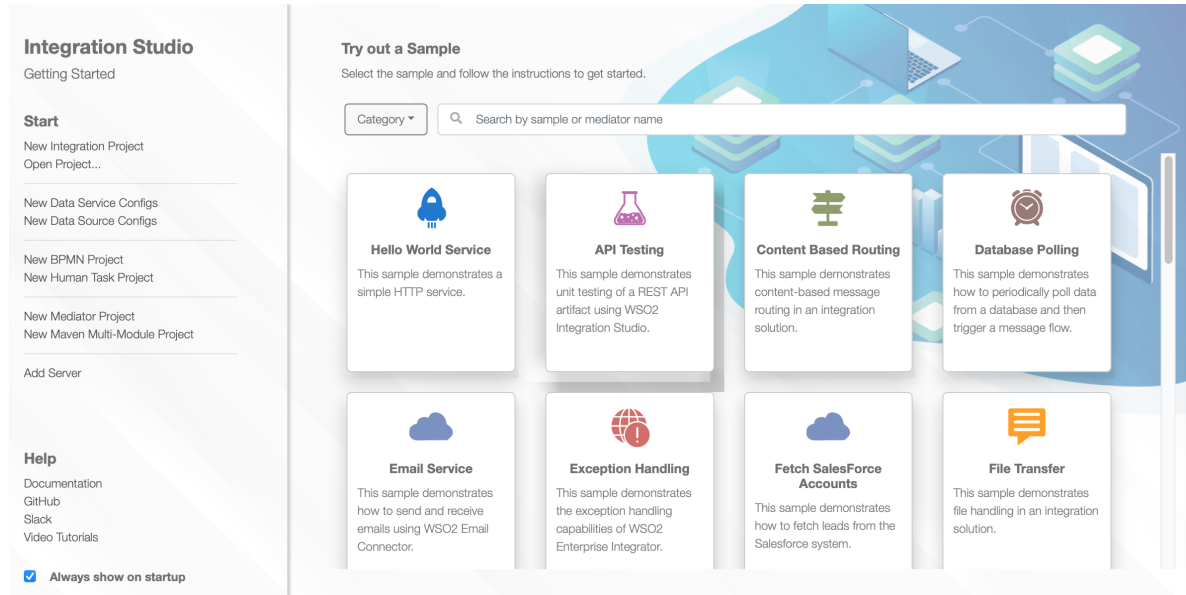 Integration Studio
Getting Started
Start
New Integration Project
Open Project...
New Data Service Configs
New Data Source Configs
New BPMN Project
New Human Task Project
New Mediator Project
New Maven Multi-Module Project
Add Server
Help
Documentation
GitHub
Slack
Video Tutorials
Always show on startup
Try out a Sample
Select the sample and follow the instructions to get started.
Category
Search by sample or mediator name
Hello World Service
This sample demonstrates a
simple HTTP service.
API Testing
This sample demonstrates
unit testing of a REST API
artifact using WSO2
Integration Studio.
Content Based Routing
This sample demonstrates
content-based message
routing in an integration
solution.
Database Polling
This sample demonstrates
how to periodically poll data
from a database and then
trigger a message flow.
Email Service
This sample demonstrates
how to send and receive
emails using WSO2 Email
Connector.
Exception Handling
This sample demonstrates
the exception handling
capabilities of WSO2
Enterprise Integrator.
Fetch SalesForce
Accounts
This sample demonstrates
how to fetch leads from the
Salesforce system.
File Transfer
This sample demonstrates
file handling in an integration
solution.